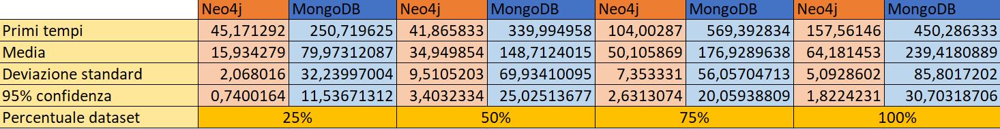 Neo4j MongoDB Neo4j MongoDB Neo4j MongoDB Neo4j MongoDB
Primi tempi 45,171292 250,719625 41,865833 339,994958 104,00287 569,392834 157,56146 450,286333
Media 15,934279 79,97312087 34,949854 148,7124015 50,105869 176,9289638 64,181453 239,4180889
Deviazione standard 2,068016 32,23997004 9,5105203 69,93410095 7,353331 56,05704713 5,0928602 85,8017202
95% confidenza 0,7400164 11,53671312 3,4032334 25,02513677 2,6313074 20,05938809 1,8224231 30,70318706
Percentuale dataset 25% 50% 75% 100%